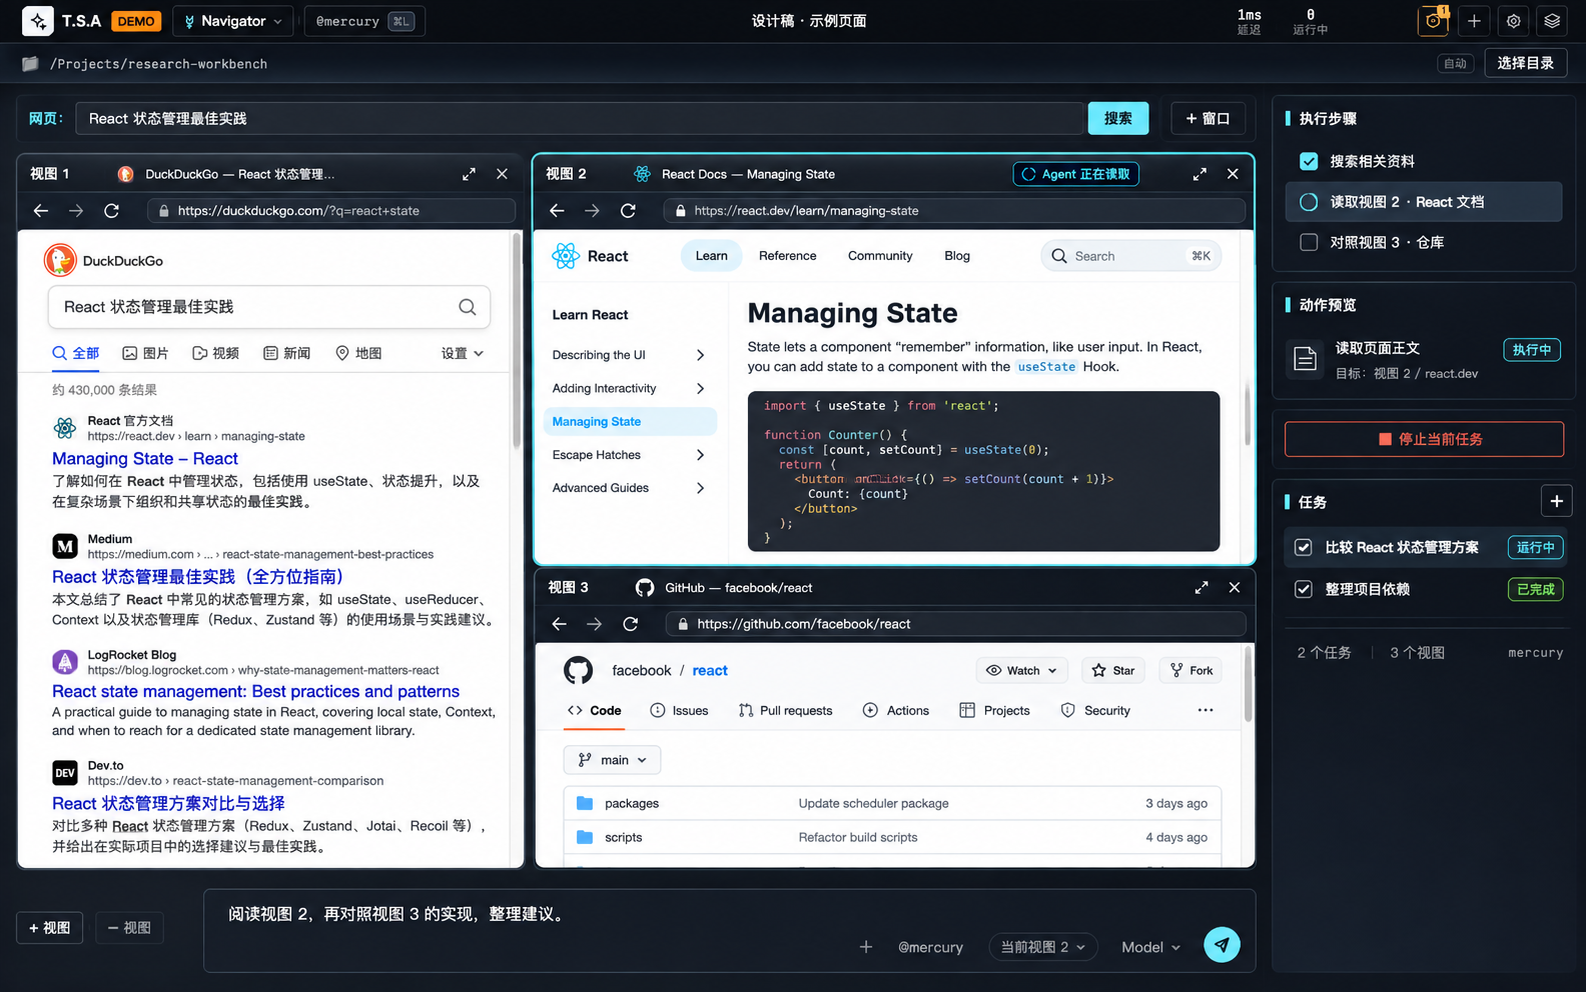 T.S.A DEMO Navigator @mercury ⌘L
设计稿 · 示例页面
1ms 延迟
0 运行中
1
/Projects/research-workbench
自动 选择目录
网页： React 状态管理最佳实践 搜索 + 窗口
视图 1 DuckDuckGo — React 状态管理...
https://duckduckgo.com/?q=react+state
DuckDuckGo
React 状态管理最佳实践
全部 图片 视频 新闻 地图 设置
约 430,000 条结果
React 官方文档
https://react.dev › learn › managing-state
Managing State – React
了解如何在 React 中管理状态，包括使用 useState、状态提升，以及
在复杂场景下组织和共享状态的最佳实践。
Medium
https://medium.com › ... › react-state-management-best-practices
React 状态管理最佳实践（全方位指南）
本文总结了 React 中常见的状态管理方案，如 useState、useReducer、
Context 以及状态管理库（Redux、Zustand 等）的使用场景与实践建议。
LogRocket Blog
https://blog.logrocket.com › why-state-management-matters-react
React state management: Best practices and patterns
A practical guide to managing state in React, covering local state, Context,
and when to reach for a dedicated state management library.
DEV
Dev.to
https://dev.to › react-state-management-comparison
React 状态管理方案对比与选择
对比多种 React 状态管理方案（Redux、Zustand、Jotai、Recoil 等），
并给出在实际项目中的选择建议与最佳实践。
视图 2 React Docs — Managing State Agent 正在读取
https://react.dev/learn/managing-state
React Learn Reference Community Blog Search ⌘K
Learn React
Describing the UI
Adding Interactivity
Managing State
Escape Hatches
Advanced Guides
Managing State
State lets a component “remember” information, like user input. In React,
you can add state to a component with the useState Hook.
import { useState } from 'react';
function Counter() {
const [count, setCount] = useState(0);
return (
<button ={() => setCount(count + 1)}>
Count: {count}
</button>
);
}
视图 3 GitHub — facebook/react
https://github.com/facebook/react
facebook / react Watch Star Fork
Code Issues Pull requests Actions Projects Security ···
main
packages Update scheduler package 3 days ago
scripts Refactor build scripts 4 days ago
执行步骤
搜索相关资料
读取视图 2 · React 文档
对照视图 3 · 仓库
动作预览
读取页面正文 执行中
目标：视图 2 / react.dev
停止当前任务
任务 +
比较 React 状态管理方案 运行中
整理项目依赖 已完成
2 个任务 | 3 个视图 mercury
+ 视图 − 视图
阅读视图 2，再对照视图 3 的实现，整理建议。
+ @mercury 当前视图 2 Model